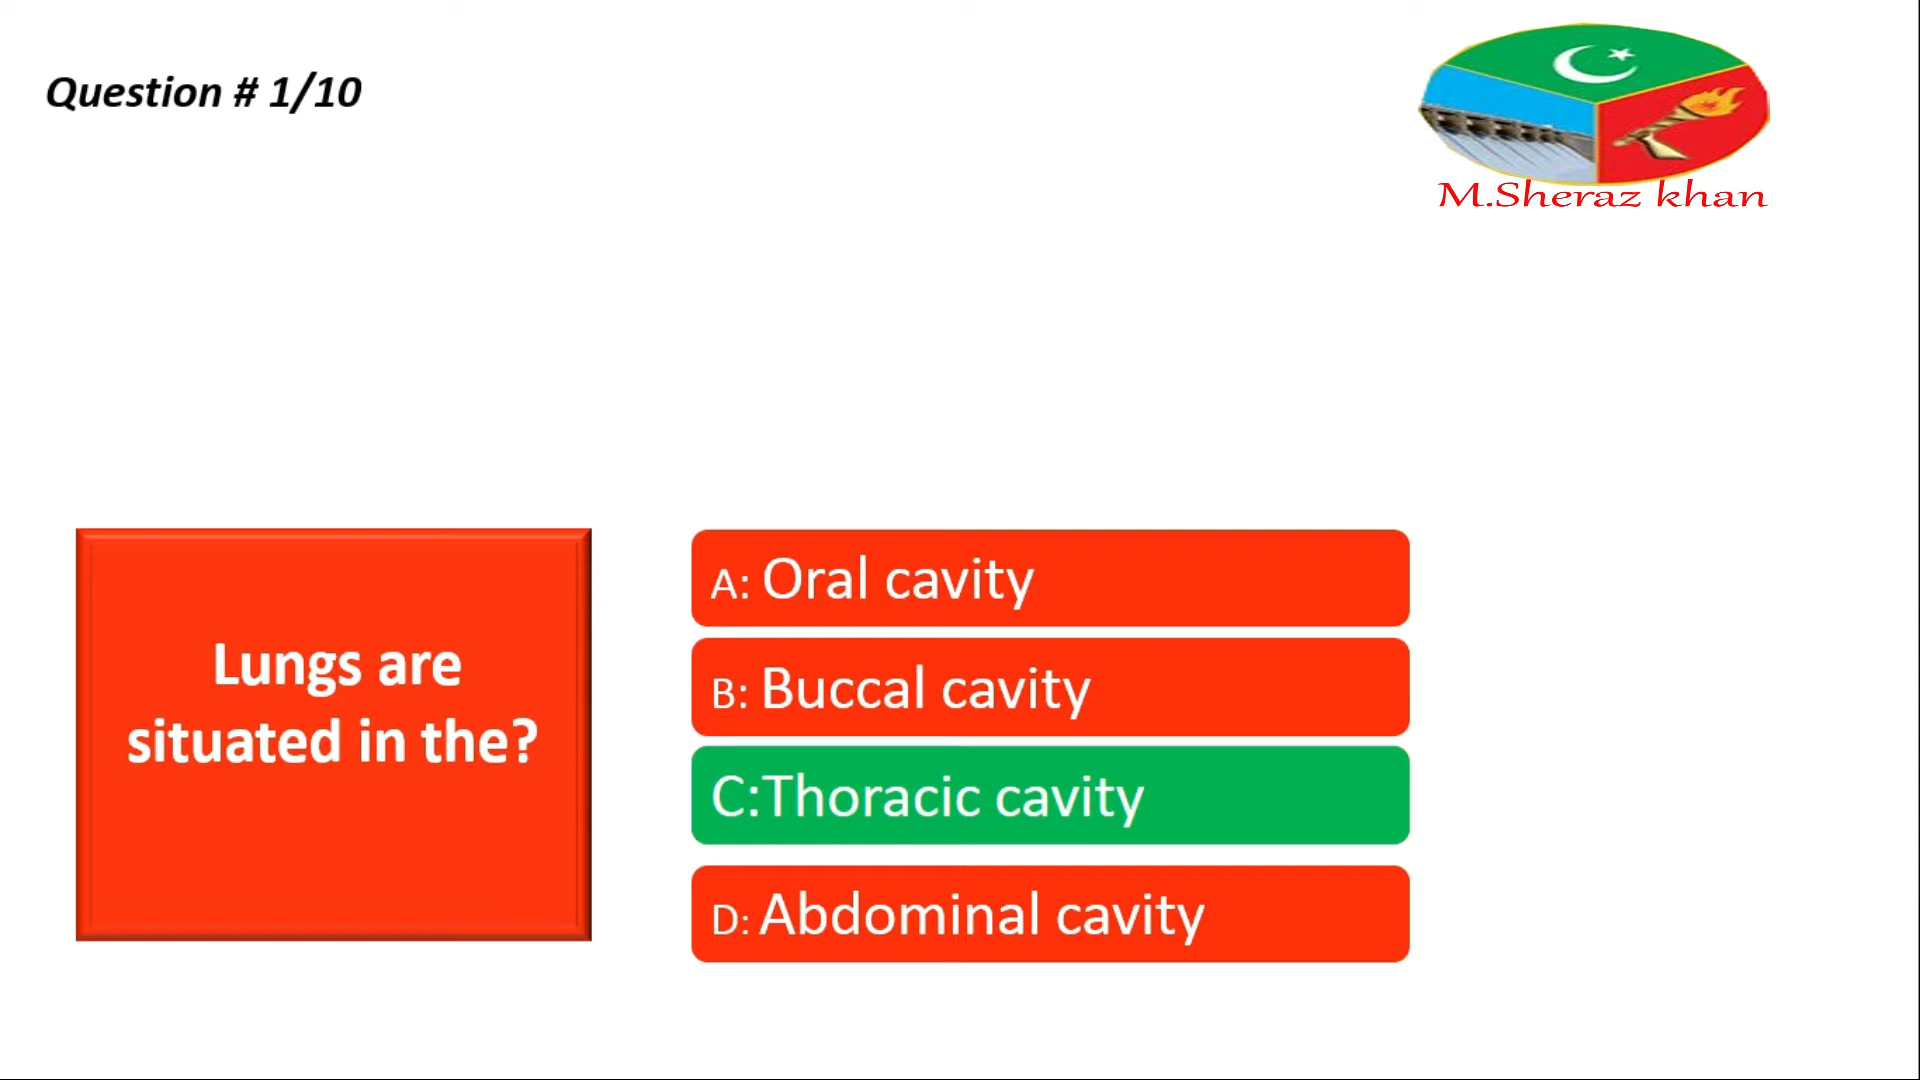 Question # 1/10
M.Sheraz khan
Lungs are
situated in the?
A: Oral cavity
B: Buccal cavity
C:Thoracic cavity
D: Abdominal cavity